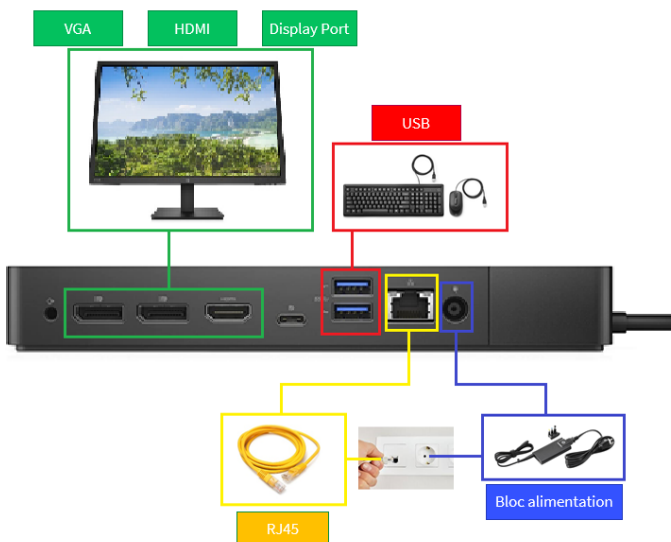 VGA
HDMI
Display Port
USB
RJ45
Bloc alimentation